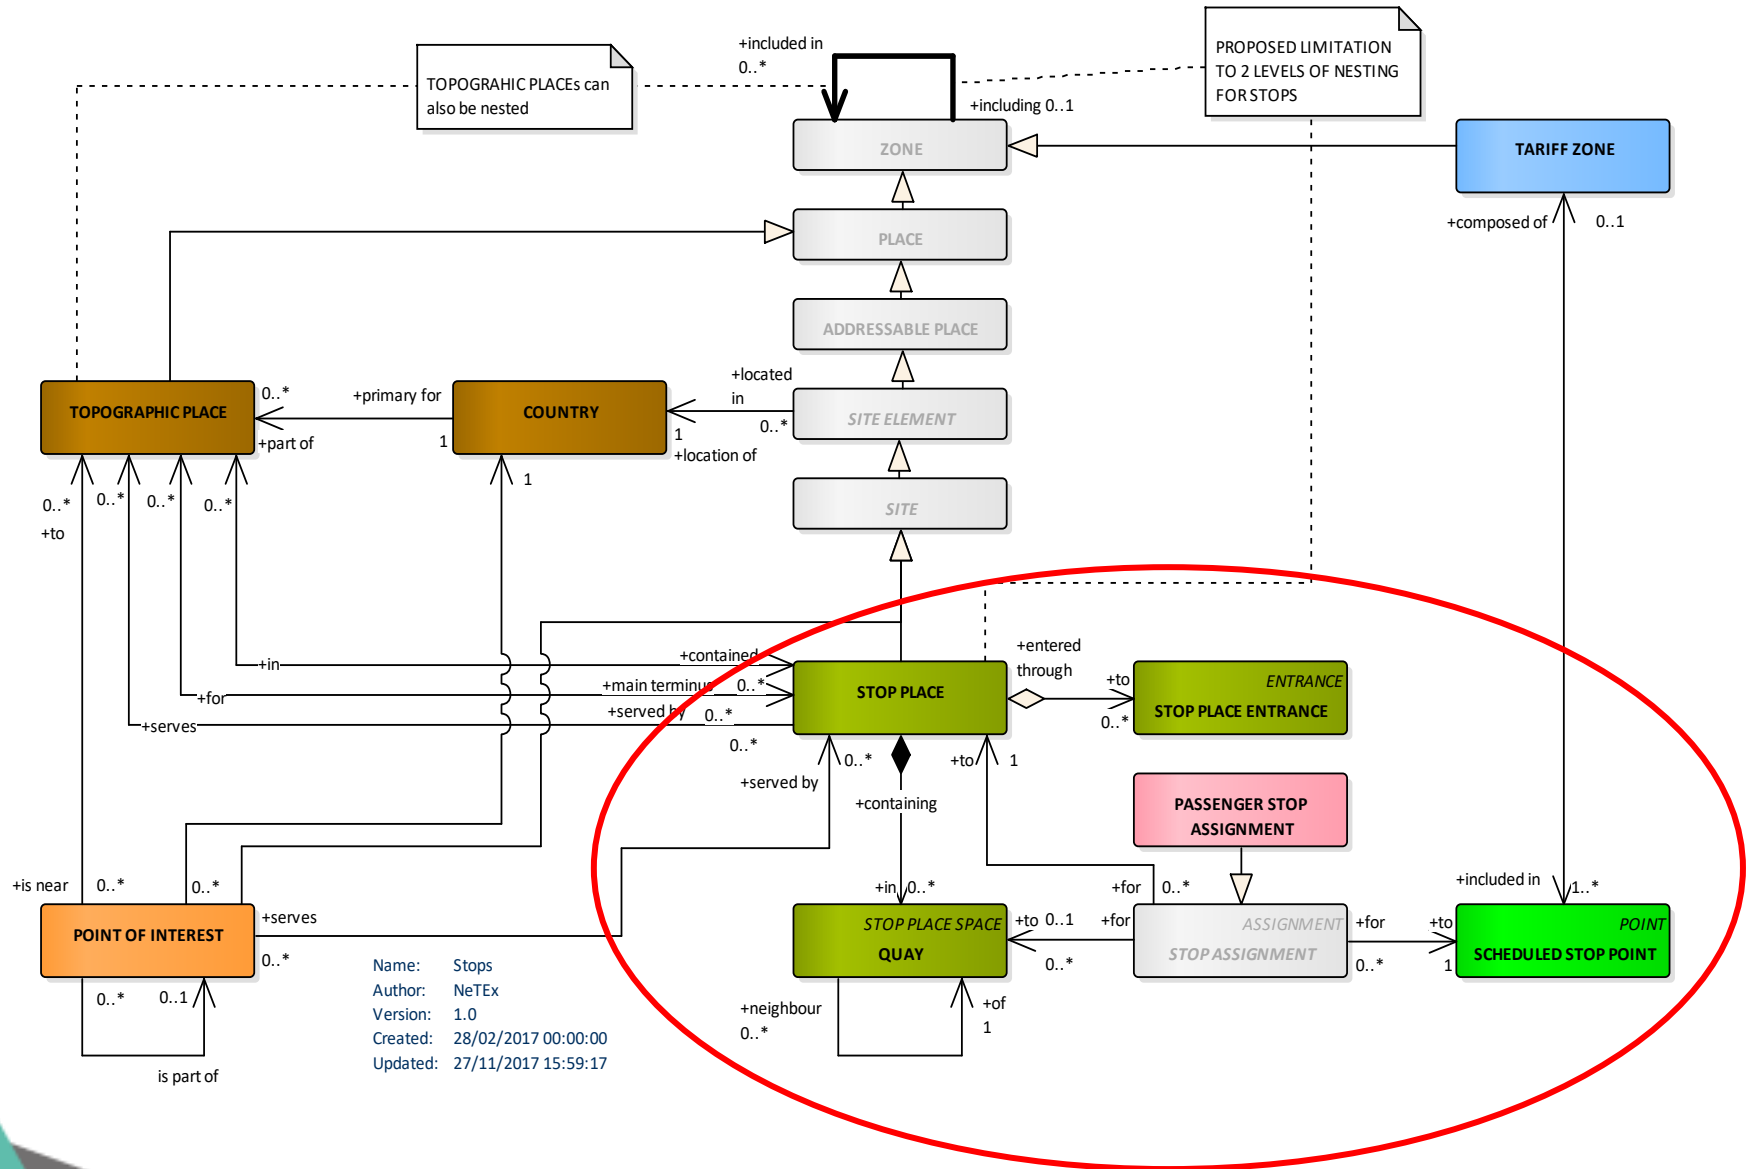 +included in
0..*
TOPOGRAHIC PLACEs can
also be nested
PROPOSED LIMITATION
TO 2 LEVELS OF NESTING
FOR STOPS
+including 0..1
ZONE
TARIFF ZONE
+composed of
0..1
PLACE
ADDRESSABLE PLACE
TOPOGRAPHIC PLACE
0..*
+part of
+primary for
1
COUNTRY
1
+location of
+located
in
0..*
SITE ELEMENT
SITE
0..*
+to
0..*
0..*
0..*
1
+in
+contained
0..*
+for
+main terminus
0..*
+serves
+served by
0..*
STOP PLACE
+entered
through
+to
0..*
ENTRANCE
STOP PLACE ENTRANCE
+served by
0..*
+containing
+to
1
PASSENGER STOP
ASSIGNMENT
+is near
0..*
0..*
+in
0..*
+for
0..*
+included in
1..*
POINT OF INTEREST
+serves
0..*
STOP PLACE SPACE
QUAY
+to
0..1
+for
0..*
ASSIGNMENT
STOP ASSIGNMENT
+for
0..*
+to
1
POINT
SCHEDULED STOP POINT
0..*
0..1
is part of
+neighbour
0..*
+of
1
Name: Stops
Author: NeTEx
Version: 1.0
Created: 28/02/2017 00:00:00
Updated: 27/11/2017 15:59:17